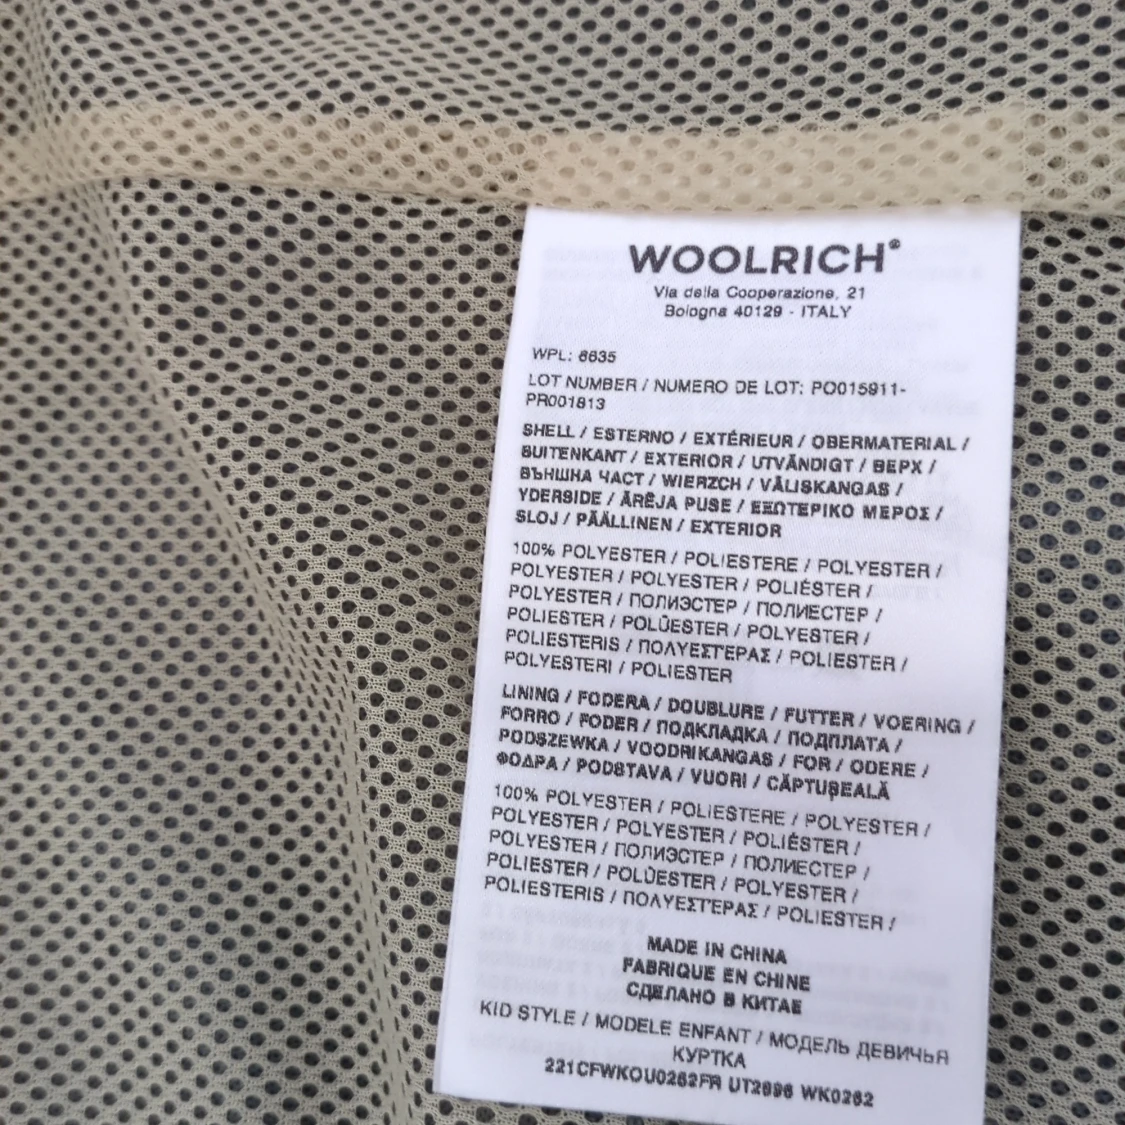 WOOLRICH®
Via della Cooperazione, 21
Bologna 40129 - ITALY
WPL: 6635
LOT NUMBER / NUMERO DE LOT: PO015911-
PR001813
SHELL / ESTERNO / EXTÉRIEUR / OBERMATERIAL /
BUITENKANT / EXTERIOR / UTVÄNDIGT / ВЕРХ /
ВЪНШНА ЧАСТ / WIERZCH / VÄLISKANGAS /
YDERSIDE / ĀRĒJA PUSE / ΕΞΩΤΕΡΙΚΟ ΜΕΡΟΣ /
SLOJ / PÄÄLLINEN / EXTERIOR
100% POLYESTER / POLIESTERE / POLYESTER /
POLYESTER / POLYESTER / POLIÉSTER /
POLYESTER / ПОЛИЭСТЕР / ПОЛИЕСТЕР /
POLIESTER / POLÜESTER / POLYESTER /
POLIESTERIS / ΠΟΛΥΕΣΤΕΡΑΣ / POLIESTER /
POLYESTERI / POLIESTER
LINING / FODERA / DOUBLURE / FUTTER / VOERING /
FORRO / FODER / ПОДКЛАДКА / ПОДПЛАТА /
PODSZEWKA / VOODRIKANGAS / FOR / ODERE /
ΦΟΔΡΑ / PODSTAVA / VUORI / CĂPTUŞEALĂ
100% POLYESTER / POLIESTERE / POLYESTER /
POLYESTER / POLYESTER / POLIÉSTER /
POLYESTER / ПОЛИЭСТЕР / ПОЛИЕСТЕР /
POLIESTER / POLÜESTER / POLYESTER /
POLIESTERIS / ΠΟΛΥΕΣΤΕΡΑΣ / POLIESTER /
MADE IN CHINA
FABRIQUE EN CHINE
СДЕЛАНО В КИТАЕ
KID STYLE / MODELE ENFANT / МОДЕЛЬ ДЕВИЧЬЯ
КУРТКА
221CFWKOU0262FR UT2896 WK0262